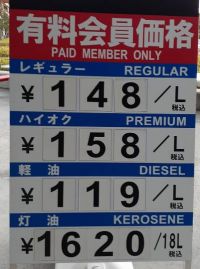 有料会員価格
PAID MEMBER ONLY
レギュラー REGULAR
¥148/L 税込
ハイオク PREMIUM
¥158/L 税込
軽油 DIESEL
¥119/L 税込
灯油 KEROSENE
¥1620/18L 税込